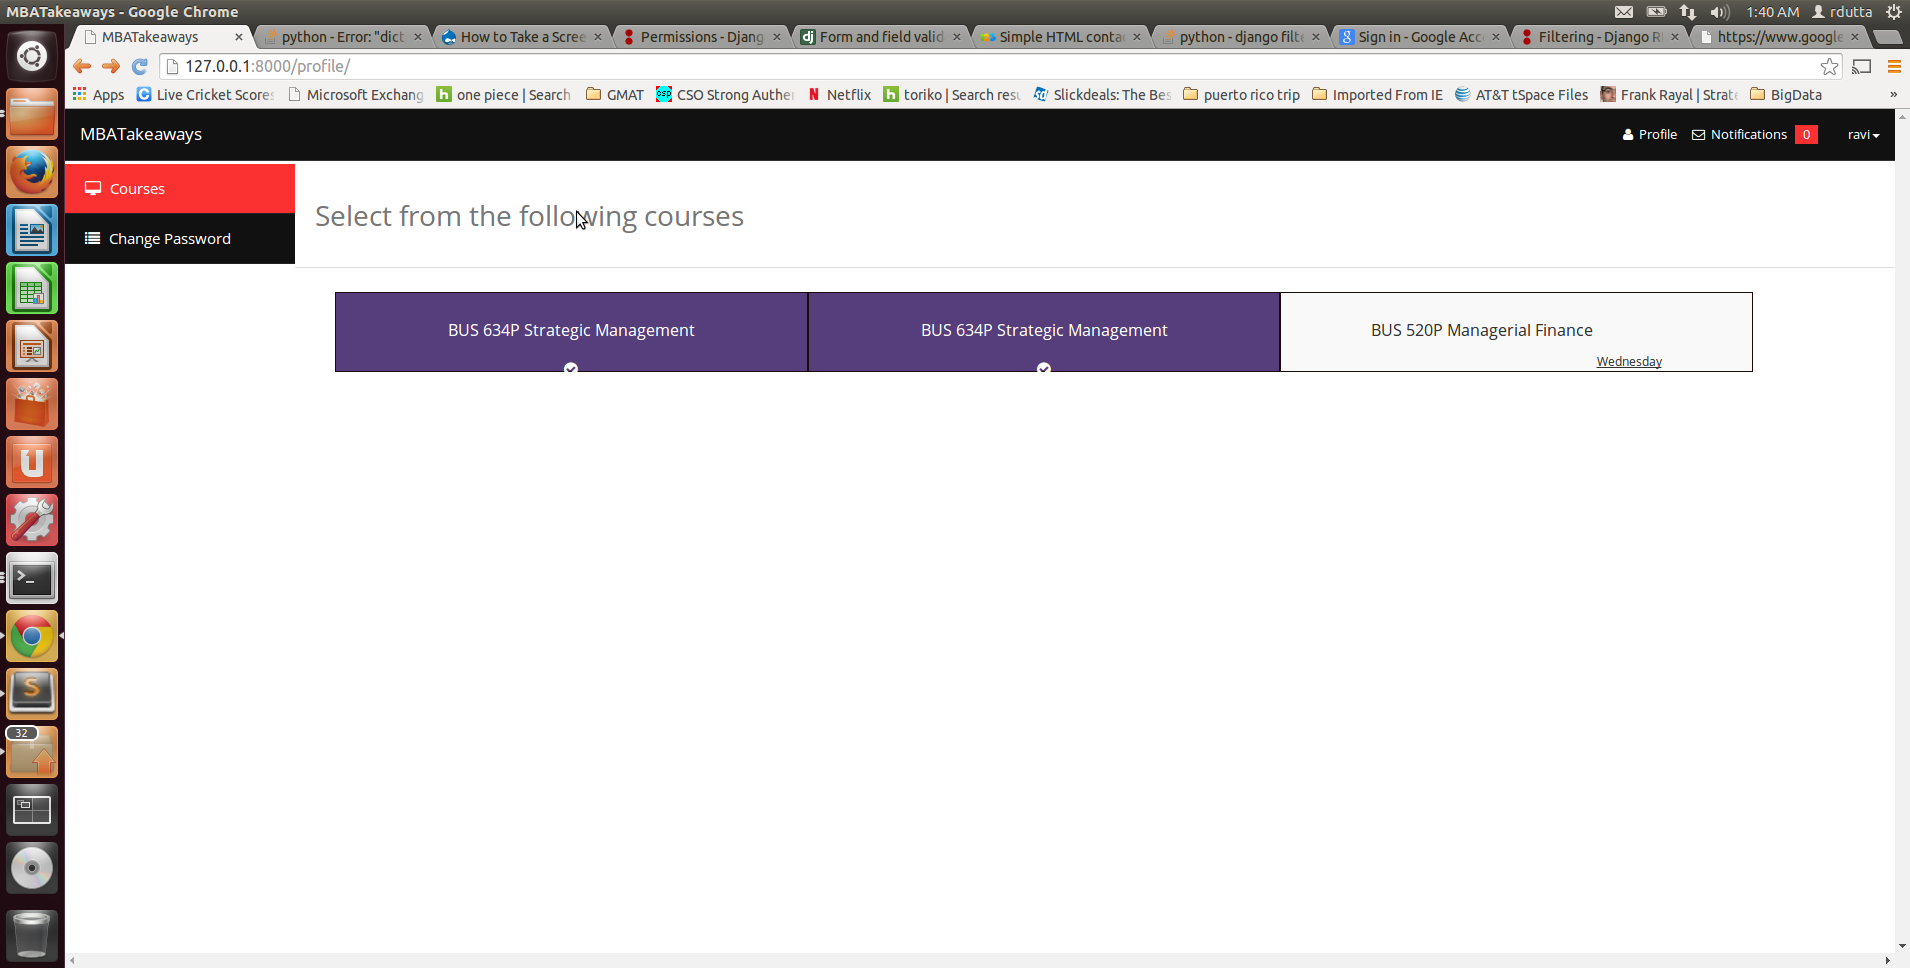 MBATakeaways - Google Chrome
1:40 AM rdutta
MBATakeaways
python - Error: "dict
How to Take a Scree
Permissions - Djang
Form and field valid
Simple HTML conta
python - django filte
Sign in - Google Acc
Filtering - Django R
https://www.google
127.0.0.1:8000/profile/
Apps
Live Cricket Scores
Microsoft Exchang
one piece | Search
GMAT
CSO Strong Auther
Netflix
toriko | Search resu
Slickdeals: The Bes
puerto rico trip
Imported From IE
AT&T tSpace Files
Frank Rayal | Strate
BigData
»
MBATakeaways
Profile
Notifications 0
ravi
Courses
Change Password
Select from the following courses
BUS 634P Strategic Management
BUS 634P Strategic Management
BUS 520P Managerial Finance
Wednesday
32